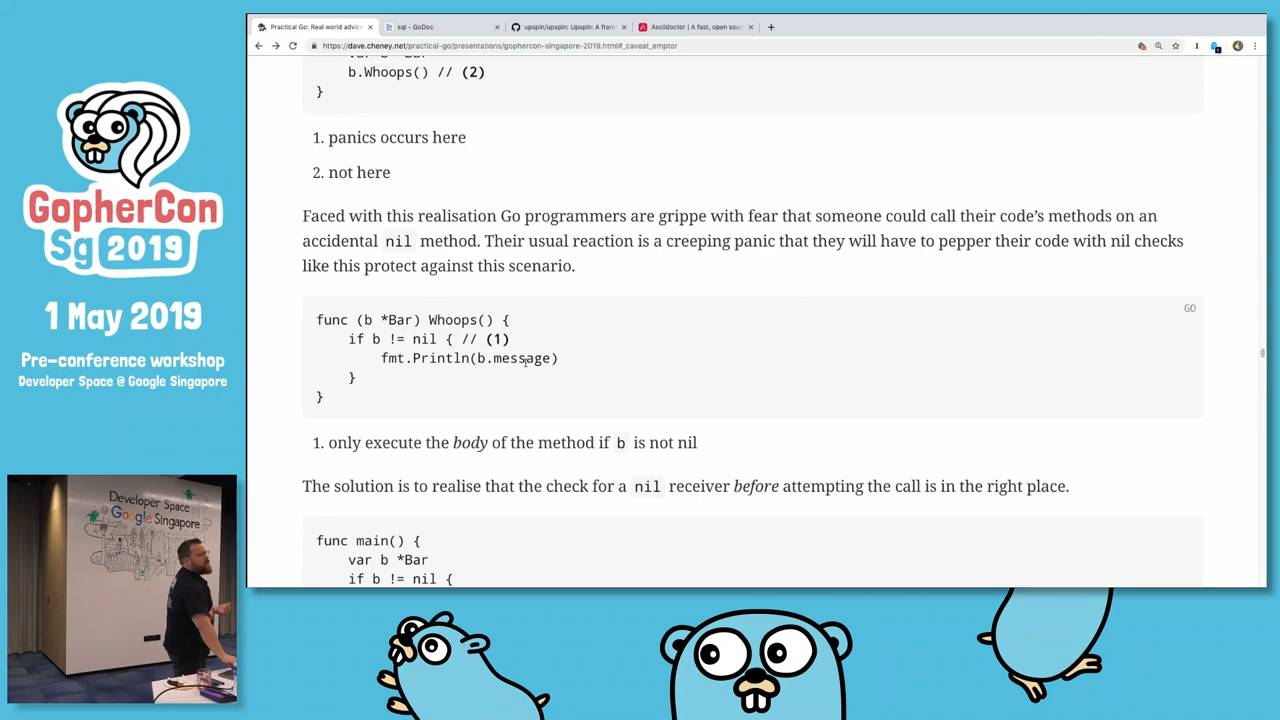 Practical Go: Real world advice
sql - GoDoc
upspin/upspin: Upspin: A fram
Asciidoctor | A fast, open sou
https://dave.cheney.net/practical-go/presentations/gophercon-singapore-2019.html#_caveat_emptor
b.Whoops() // (2)
}
1. panics occurs here
2. not here
Faced with this realisation Go programmers are grippe with fear that someone could call their code's methods on an
accidental nil method. Their usual reaction is a creeping panic that they will have to pepper their code with nil checks
like this protect against this scenario.
GO
func (b *Bar) Whoops() {
if b != nil { // (1)
fmt.Println(b.message)
}
}
1. only execute the body of the method if b is not nil
The solution is to realise that the check for a nil receiver before attempting the call is in the right place.
func main() {
var b *Bar
if b != nil {
GopherCon
Sg 2019
1 May 2019
Pre-conference workshop
Developer Space @ Google Singapore
Developer Space
Google Singapore